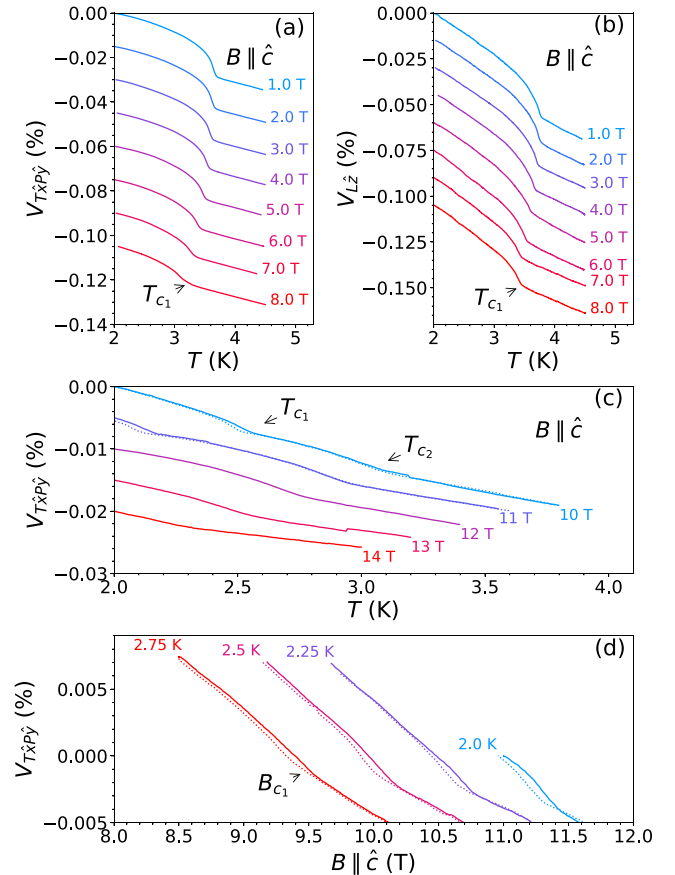 (a)
B ∥ ĉ
0.00
−0.02
−0.04
−0.06
−0.08
−0.10
−0.12
−0.14
V_{Tx̂Pŷ} (%)
1.0 T
2.0 T
3.0 T
4.0 T
5.0 T
6.0 T
7.0 T
8.0 T
T_{c_1}
2 3 4 5
T (K)
(b)
B ∥ ĉ
0.000
−0.025
−0.050
−0.075
−0.100
−0.125
−0.150
V_{Lẑ} (%)
1.0 T
2.0 T
3.0 T
4.0 T
5.0 T
6.0 T
7.0 T
8.0 T
T_{c_1}
2 3 4 5
T (K)
(c)
B ∥ ĉ
0.00
−0.01
−0.02
−0.03
V_{Tx̂Pŷ} (%)
T_{c_1}
T_{c_2}
10 T
11 T
12 T
13 T
14 T
2.0 2.5 3.0 3.5 4.0
T (K)
(d)
2.75 K
2.5 K
2.25 K
2.0 K
0.005
0.000
−0.005
V_{Tx̂Pŷ} (%)
B_{c_1}
8.0 8.5 9.0 9.5 10.0 10.5 11.0 11.5 12.0
B ∥ ĉ (T)